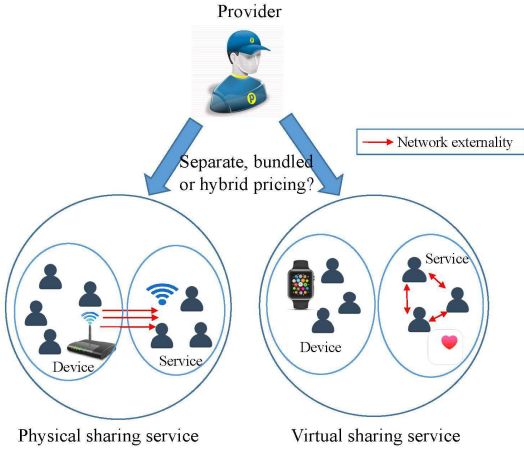 Provider
P
Separate, bundled
or hybrid pricing?
Network externality
Device
Service
Device
Service
Physical sharing service
Virtual sharing service